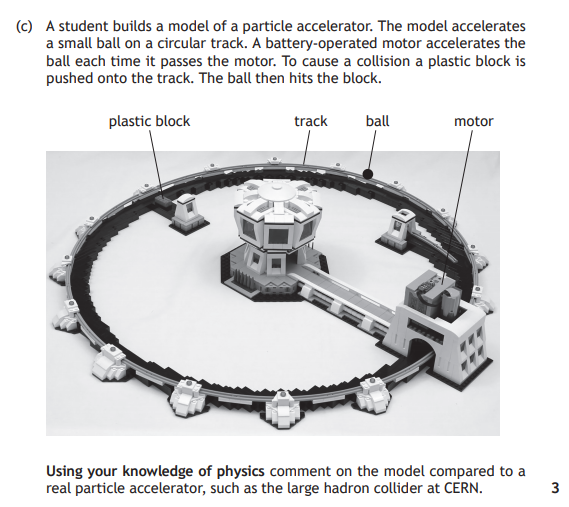 (c) A student builds a model of a particle accelerator. The model accelerates
a small ball on a circular track. A battery-operated motor accelerates the
ball each time it passes the motor. To cause a collision a plastic block is
pushed onto the track. The ball then hits the block.
plastic block track ball motor
Using your knowledge of physics comment on the model compared to a
real particle accelerator, such as the large hadron collider at CERN. 3